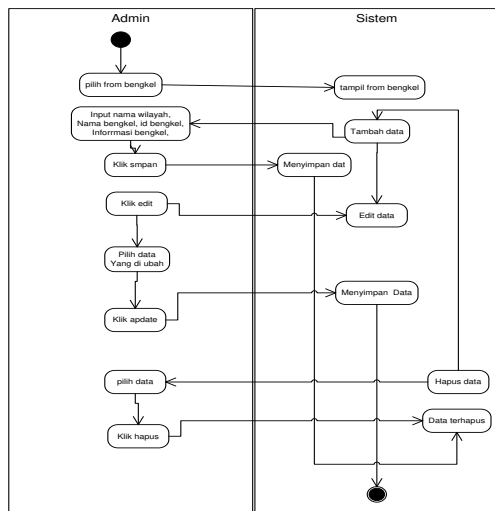 Admin
Sistem
pilih from bengkel
tampil from bengkel
Input nama wilayah,
Nama bengkel, id bengkel,
Inforrmasi bengkel,
Tambah data
Klik smpan
Menyimpan dat
Klik edit
Edit data
Pilih data
Yang di ubah
Menyimpan Data
Klik apdate
pilih data
Hapus data
Klik hapus
Data terhapus